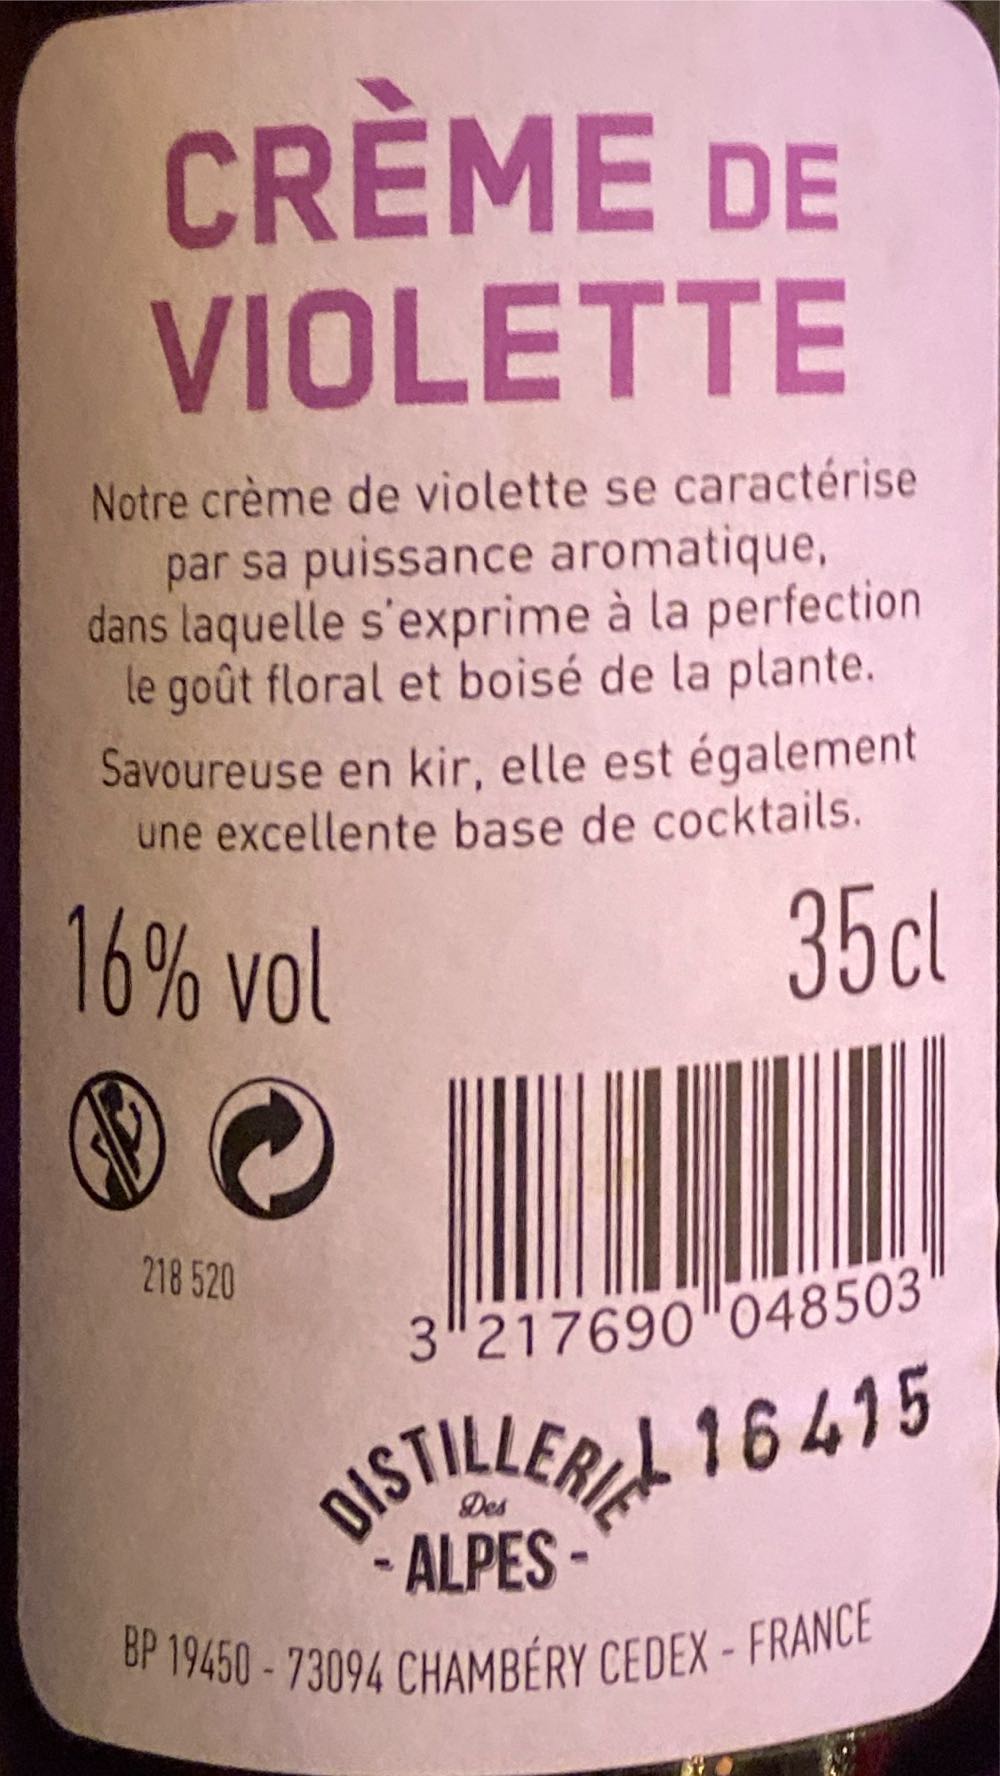 CRÈME DE
VIOLETTE
Notre crème de violette se caractérise
par sa puissance aromatique,
dans laquelle s'exprime à la perfection
le goût floral et boisé de la plante.
Savoureuse en kir, elle est également
une excellente base de cocktails.
16% vol
35cl
218 520
3 217690 048503
L 16415
DISTILLERIE
Des
- ALPES -
BP 19450 - 73094 CHAMBÉRY CEDEX - FRANCE